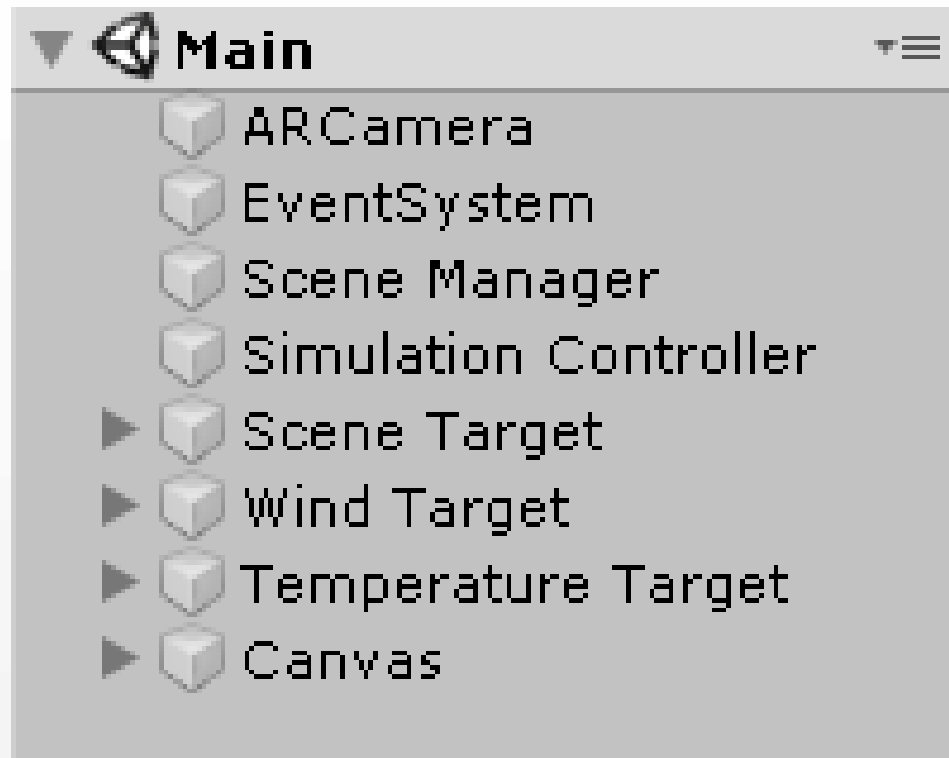 Main
ARCamera
EventSystem
Scene Manager
Simulation Controller
Scene Target
Wind Target
Temperature Target
Canvas